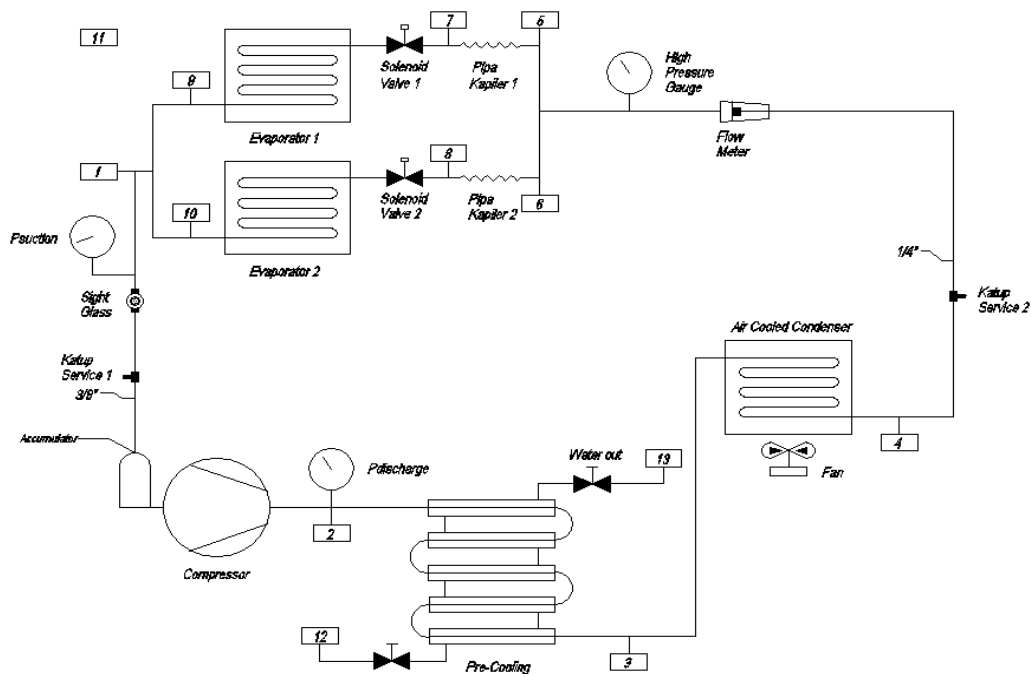 11
7
5
9
Solenoid
Valve 1
Pipa
Kapiler 1
High
Pressure
Gauge
Evaporator 1
Flow
Meter
1
8
10
Solenoid
Valve 2
Pipa
Kapiler 2
6
Psuction
Evaporator 2
1/4"
Sight
Glass
Katup
Service 2
Air Cooled Condenser
Katup
Service 1
3/8"
Accumulator
4
Water out
13
Pdischarge
Fan
2
Compressor
12
3
Pre-Cooling